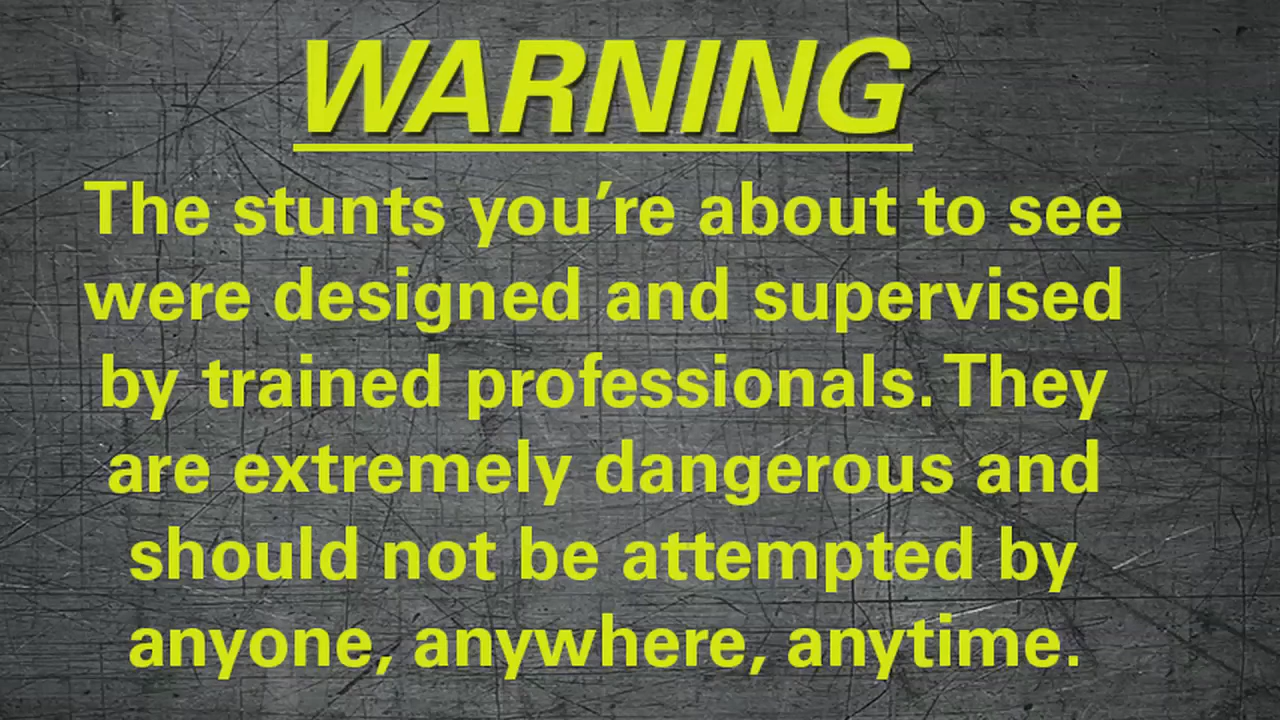 WARNING
The stunts you’re about to see
were designed and supervised
by trained professionals. They
are extremely dangerous and
should not be attempted by
anyone, anywhere, anytime.